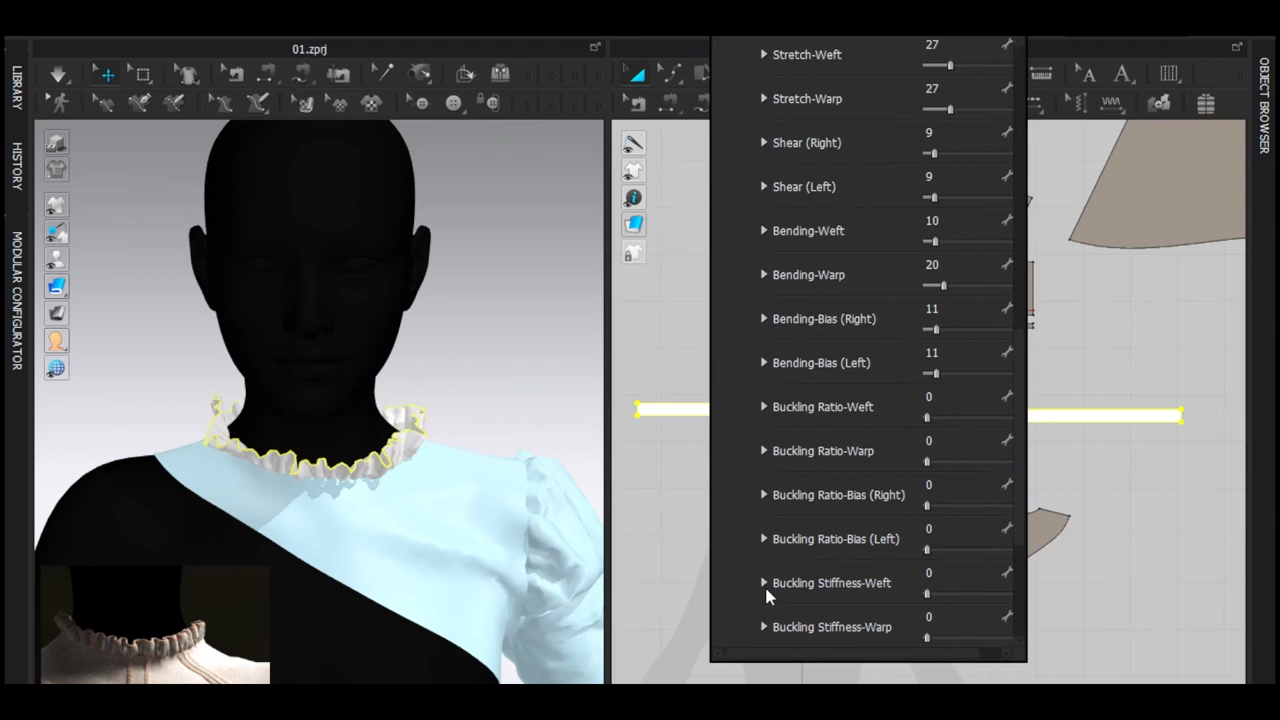 01.zprj
LIBRARY
HISTORY
MODULAR CONFIGURATOR
Stretch-Weft 27
Stretch-Warp 27
Shear (Right) 9
Shear (Left) 9
Bending-Weft 10
Bending-Warp 20
Bending-Bias (Right) 11
Bending-Bias (Left) 11
Buckling Ratio-Weft 0
Buckling Ratio-Warp 0
Buckling Ratio-Bias (Right) 0
Buckling Ratio-Bias (Left) 0
Buckling Stiffness-Weft 0
Buckling Stiffness-Warp 0
A
A
OBJECT BROWSER